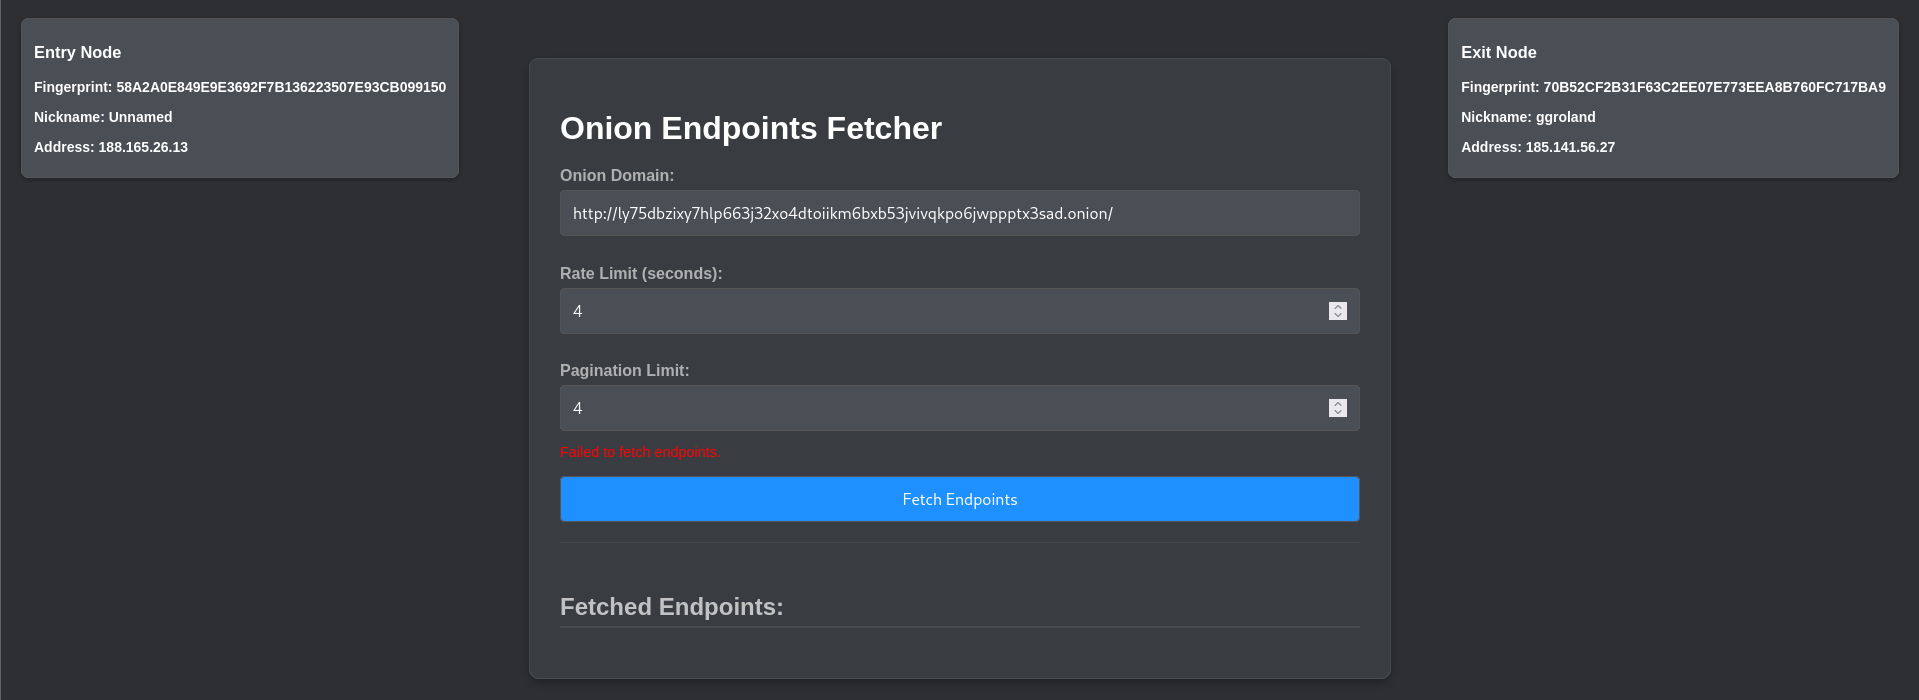 Entry Node
Fingerprint: 58A2A0E849E9E3692F7B136223507E93CB099150
Nickname: Unnamed
Address: 188.165.26.13
Onion Endpoints Fetcher
Onion Domain:
http://ly75dbzixy7hlp663j32xo4dtoiikm6bxb53jvivqkpo6jwppptx3sad.onion/
Rate Limit (seconds):
4
Pagination Limit:
4
Failed to fetch endpoints.
Fetch Endpoints
Fetched Endpoints:
Exit Node
Fingerprint: 70B52CF2B31F63C2EE07E773EEA8B760FC717BA9
Nickname: ggroland
Address: 185.141.56.27